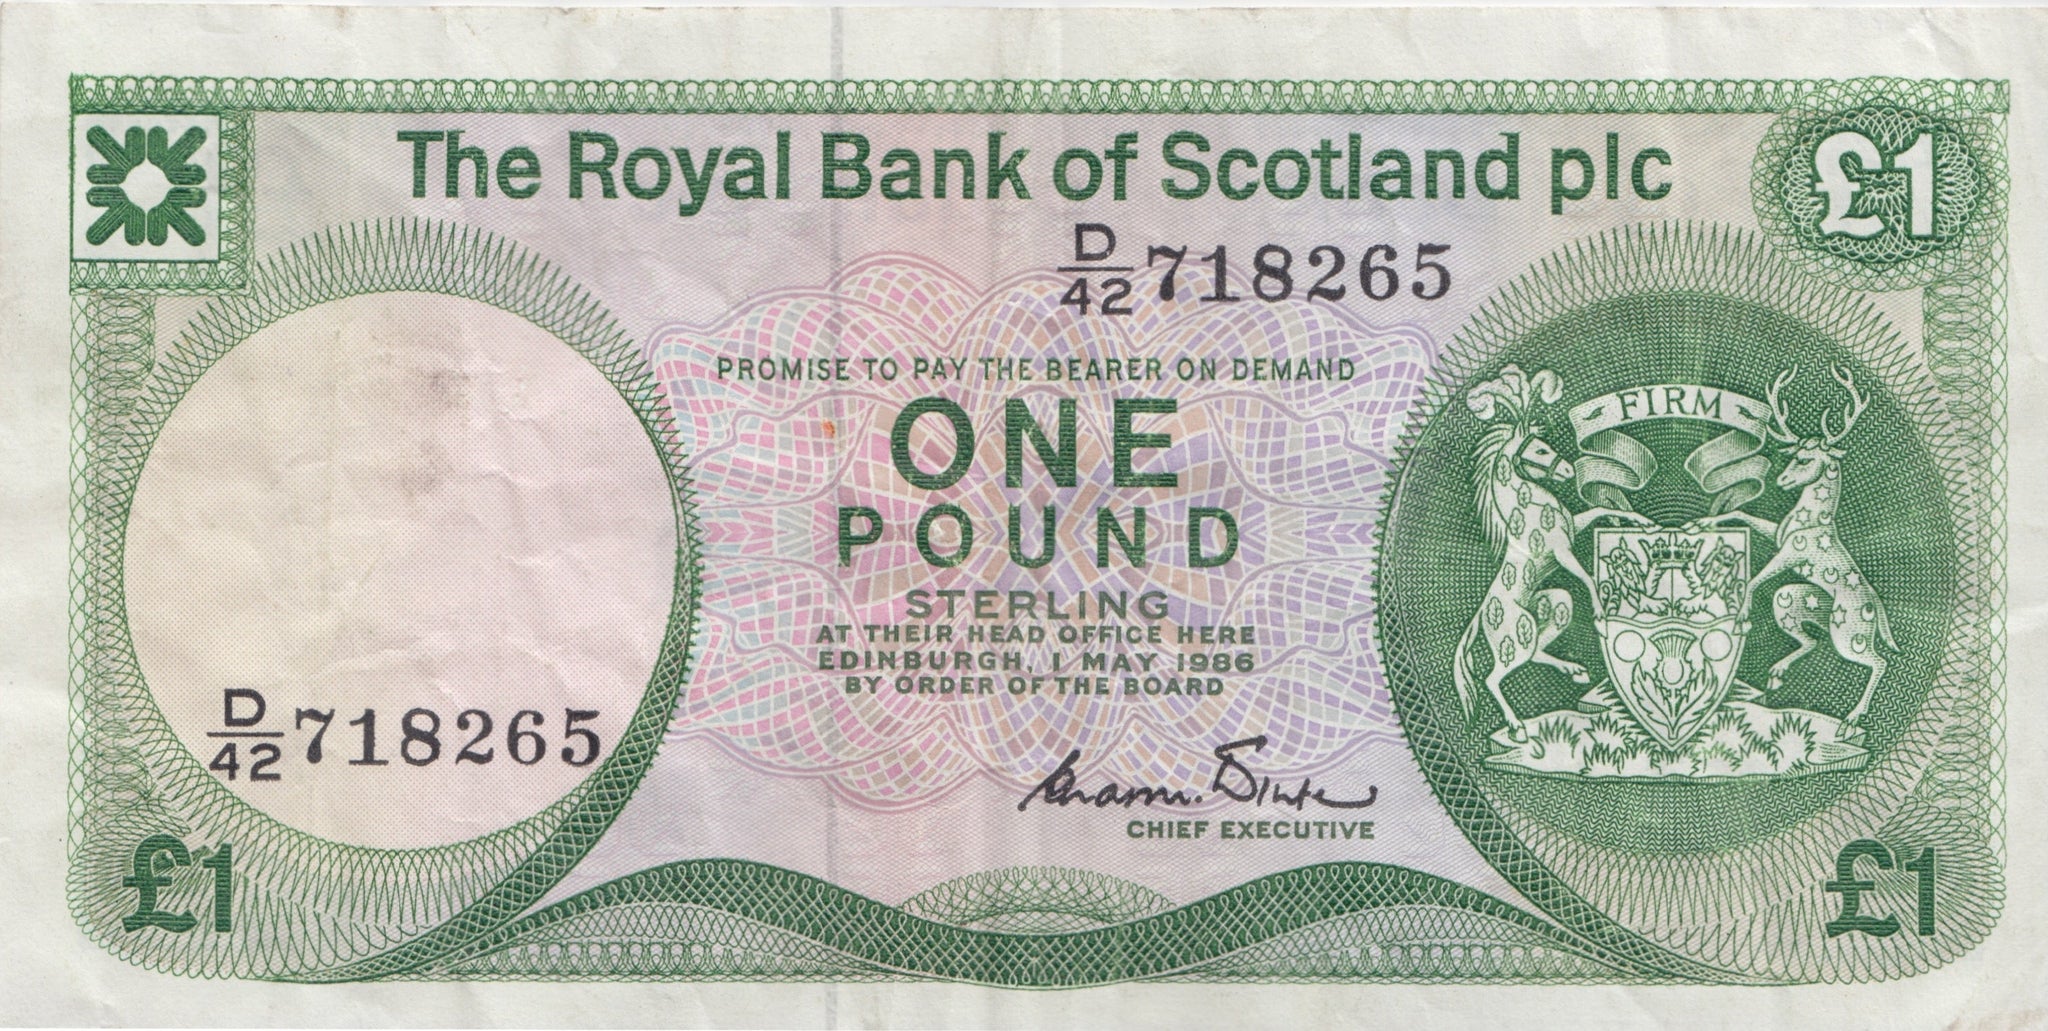 The Royal Bank of Scotland plc
£1
D/42 718265
PROMISE TO PAY THE BEARER ON DEMAND
ONE
POUND
STERLING
AT THEIR HEAD OFFICE HERE
EDINBURGH, 1 MAY 1986
BY ORDER OF THE BOARD
FIRM
D/42 718265
CHIEF EXECUTIVE
£1
£1